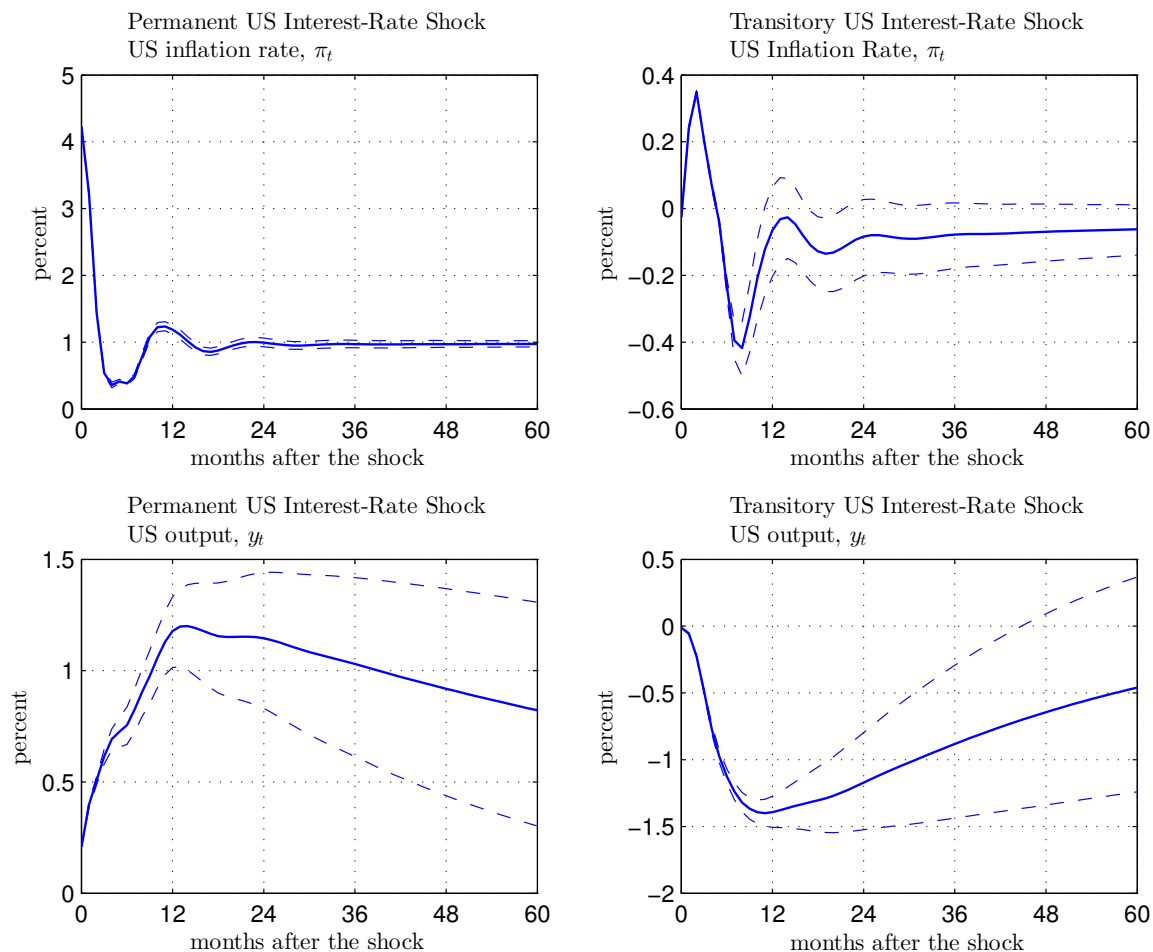 Permanent US Interest-Rate Shock
US inflation rate, πt
5
4
3
2
1
0
percent
0 12 24 36 48 60
months after the shock
Transitory US Interest-Rate Shock
US Inflation Rate, πt
0.4
0.2
0
−0.2
−0.4
−0.6
percent
0 12 24 36 48 60
months after the shock
Permanent US Interest-Rate Shock
US output, yt
1.5
1
0.5
0
percent
0 12 24 36 48 60
months after the shock
Transitory US Interest-Rate Shock
US output, yt
0.5
0
−0.5
−1
−1.5
−2
percent
0 12 24 36 48 60
months after the shock